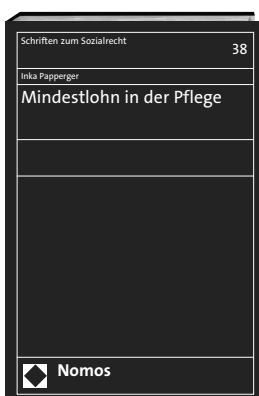 Schriften zum Sozialrecht
38
Inka Papperger
Mindestlohn in der Pflege
Nomos